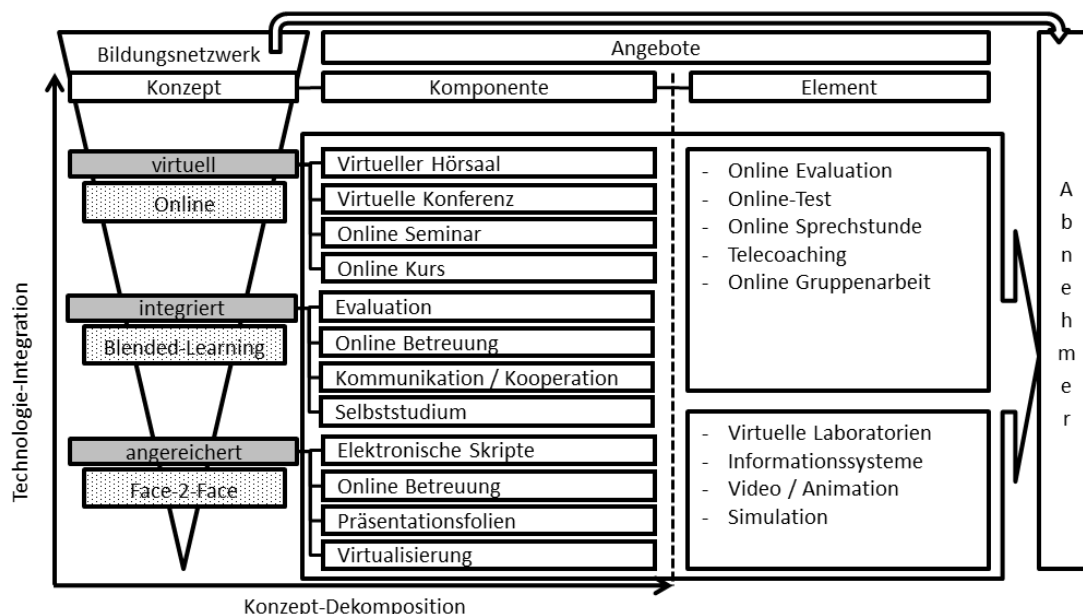 Bildungsnetzwerk
Angebote
Konzept
Komponente
Element
virtuell
Online
Virtueller Hörsaal
Virtuelle Konferenz
Online Seminar
Online Kurs
- Online Evaluation
- Online-Test
- Online Sprechstunde
- Telecoaching
- Online Gruppenarbeit
integriert
Blended-Learning
Evaluation
Online Betreuung
Kommunikation / Kooperation
Selbststudium
angereichert
Face-2-Face
Elektronische Skripte
Online Betreuung
Präsentationsfolien
Virtualisierung
- Virtuelle Laboratorien
- Informationssysteme
- Video / Animation
- Simulation
Abnehmer
Technologie-Integration
Konzept-Dekomposition